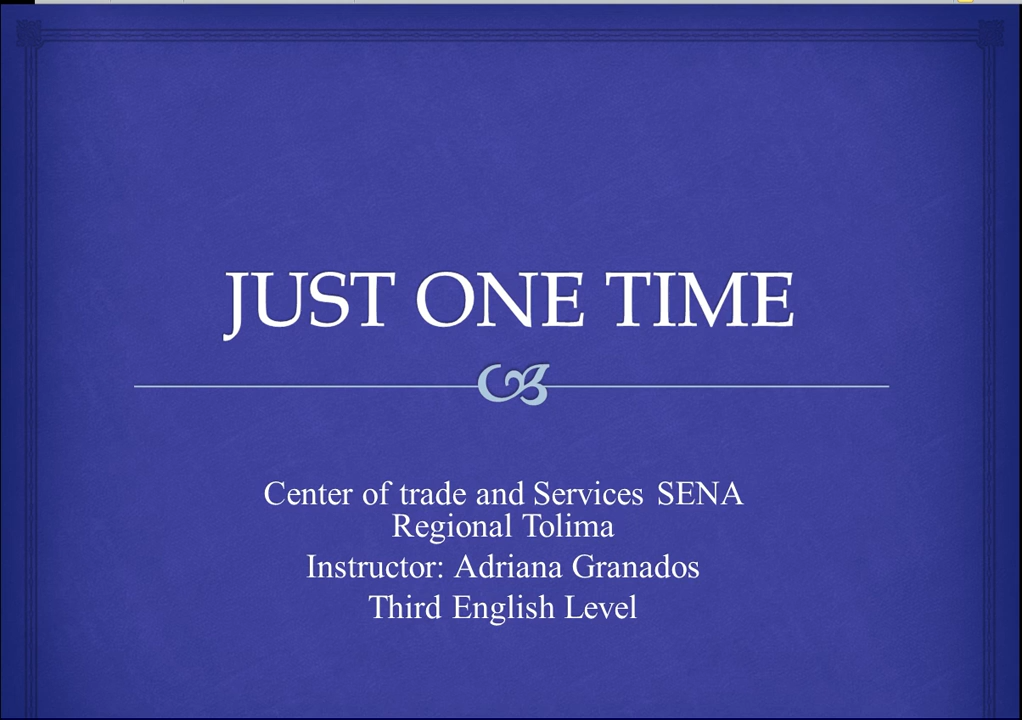 JUST ONE TIME
Center of trade and Services SENA
Regional Tolima
Instructor: Adriana Granados
Third English Level